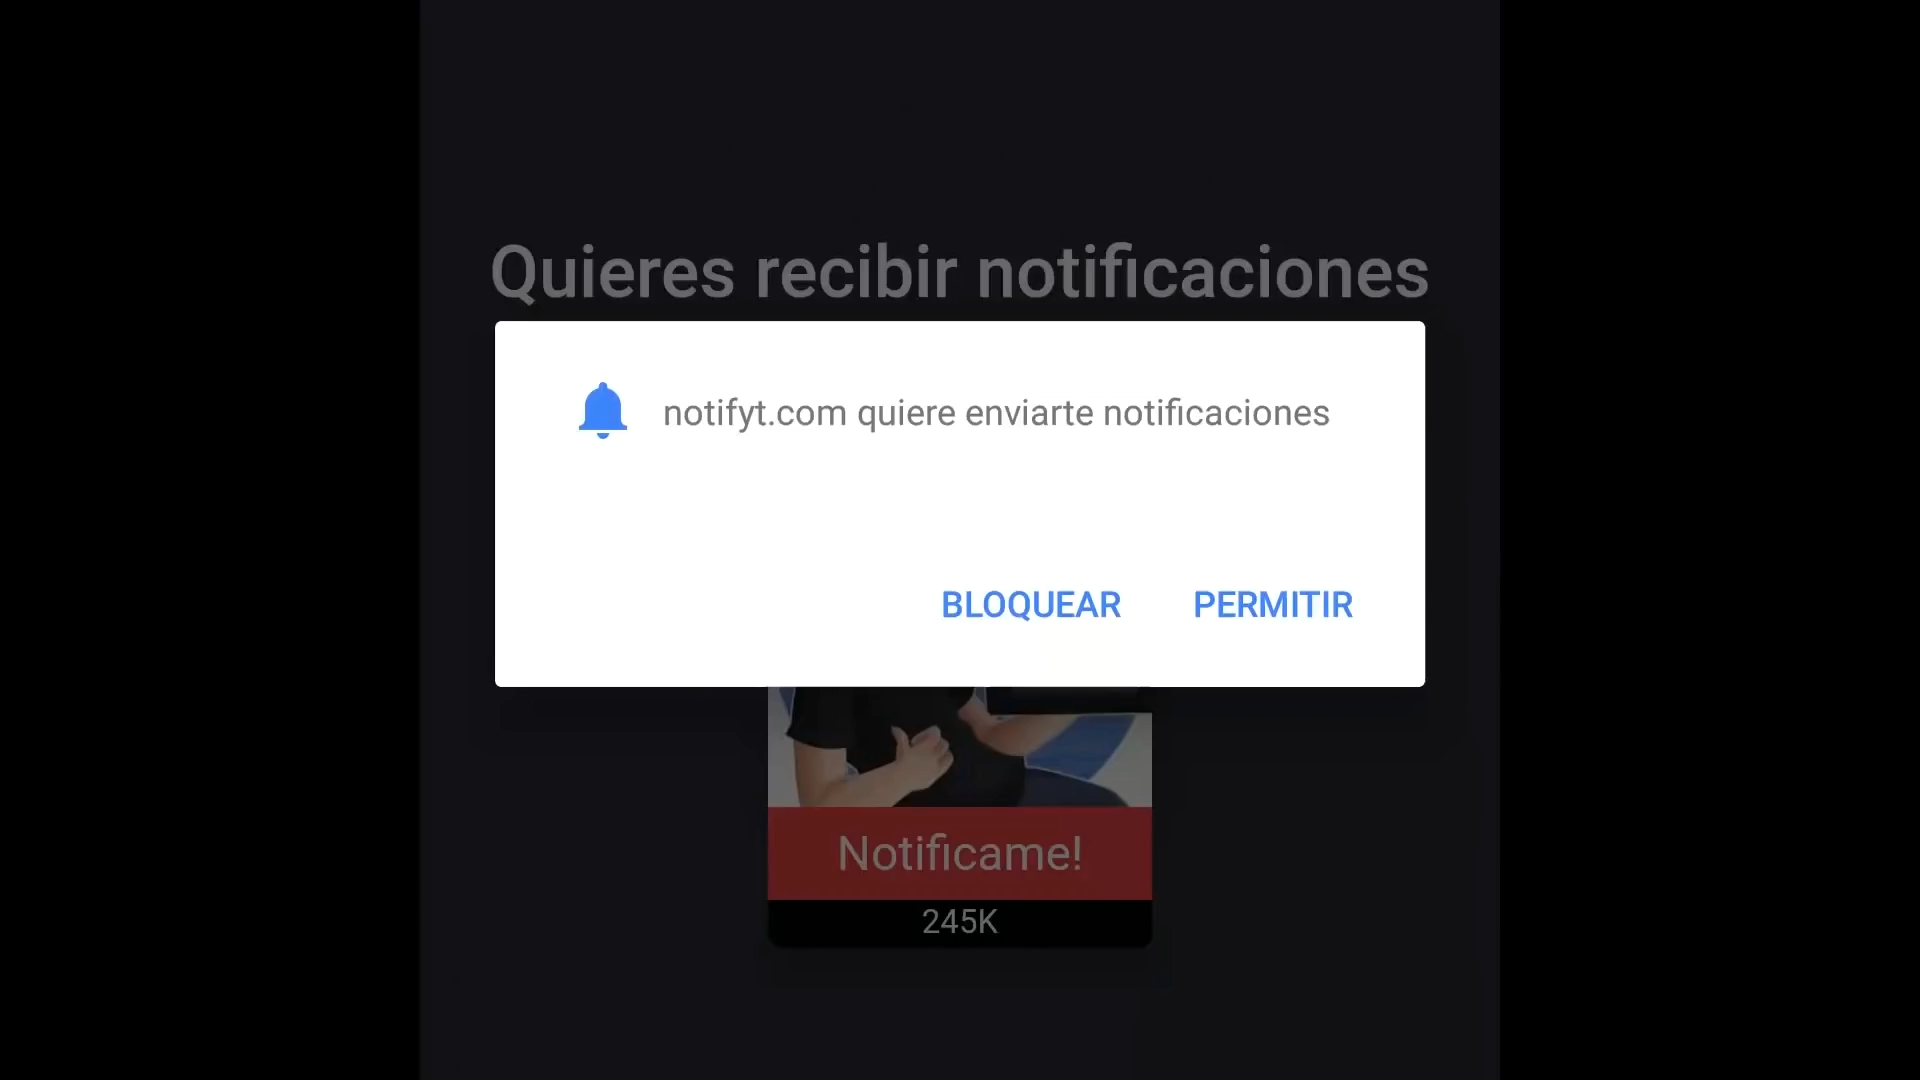 Quieres recibir notificaciones
notifyt.com quiere enviarte notificaciones
BLOQUEAR PERMITIR
Notificame!
245K